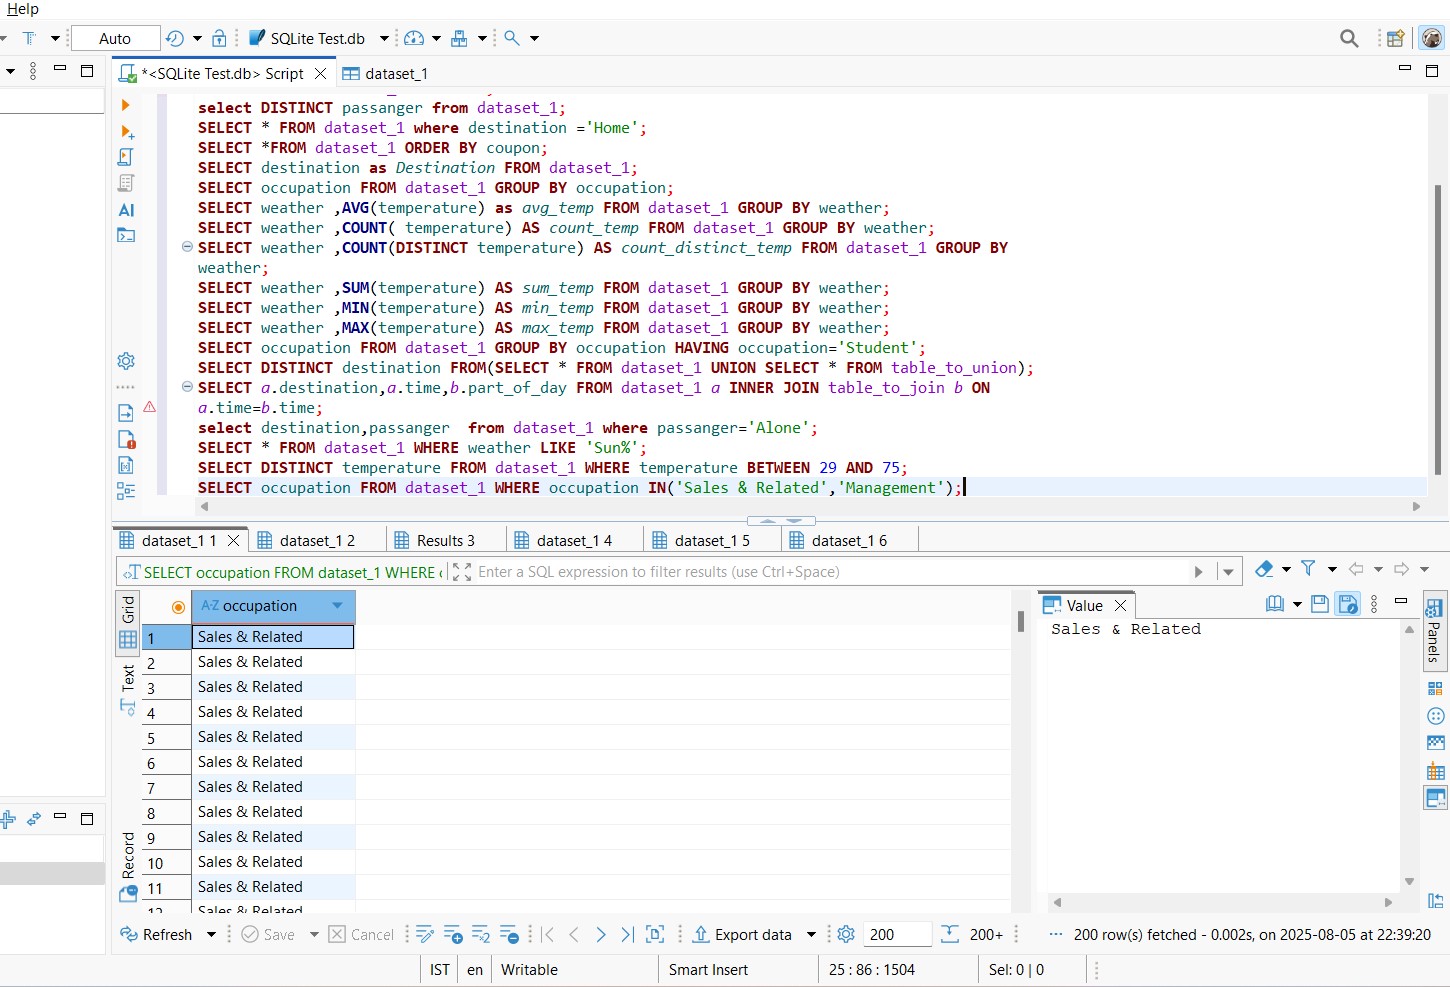 Help
Auto
SQLite Test.db
*<SQLite Test.db> Script
dataset_1
select DISTINCT passanger from dataset_1;
SELECT * FROM dataset_1 where destination ='Home';
SELECT *FROM dataset_1 ORDER BY coupon;
SELECT destination as Destination FROM dataset_1;
SELECT occupation FROM dataset_1 GROUP BY occupation;
SELECT weather ,AVG(temperature) as avg_temp FROM dataset_1 GROUP BY weather;
SELECT weather ,COUNT( temperature) AS count_temp FROM dataset_1 GROUP BY weather;
SELECT weather ,COUNT(DISTINCT temperature) AS count_distinct_temp FROM dataset_1 GROUP BY
weather;
SELECT weather ,SUM(temperature) AS sum_temp FROM dataset_1 GROUP BY weather;
SELECT weather ,MIN(temperature) AS min_temp FROM dataset_1 GROUP BY weather;
SELECT weather ,MAX(temperature) AS max_temp FROM dataset_1 GROUP BY weather;
SELECT occupation FROM dataset_1 GROUP BY occupation HAVING occupation='Student';
SELECT DISTINCT destination FROM(SELECT * FROM dataset_1 UNION SELECT * FROM table_to_union);
SELECT a.destination,a.time,b.part_of_day FROM dataset_1 a INNER JOIN table_to_join b ON
a.time=b.time;
select destination,passanger  from dataset_1 where passanger='Alone';
SELECT * FROM dataset_1 WHERE weather LIKE 'Sun%';
SELECT DISTINCT temperature FROM dataset_1 WHERE temperature BETWEEN 29 AND 75;
SELECT occupation FROM dataset_1 WHERE occupation IN('Sales & Related','Management');
AI
dataset_1 1
dataset_1 2
Results 3
dataset_1 4
dataset_1 5
dataset_1 6
SELECT occupation FROM dataset_1 WHERE
Enter a SQL expression to filter results (use Ctrl+Space)
Grid
Text
Record
A-Z occupation
1 Sales & Related
2 Sales & Related
3 Sales & Related
4 Sales & Related
5 Sales & Related
6 Sales & Related
7 Sales & Related
8 Sales & Related
9 Sales & Related
10 Sales & Related
11 Sales & Related
12 Sales & Related
Value
Sales & Related
Panels
Refresh
Save
Cancel
Export data
200
200+
200 row(s) fetched - 0.002s, on 2025-08-05 at 22:39:20
IST
en
Writable
Smart Insert
25 : 86 : 1504
Sel: 0 | 0